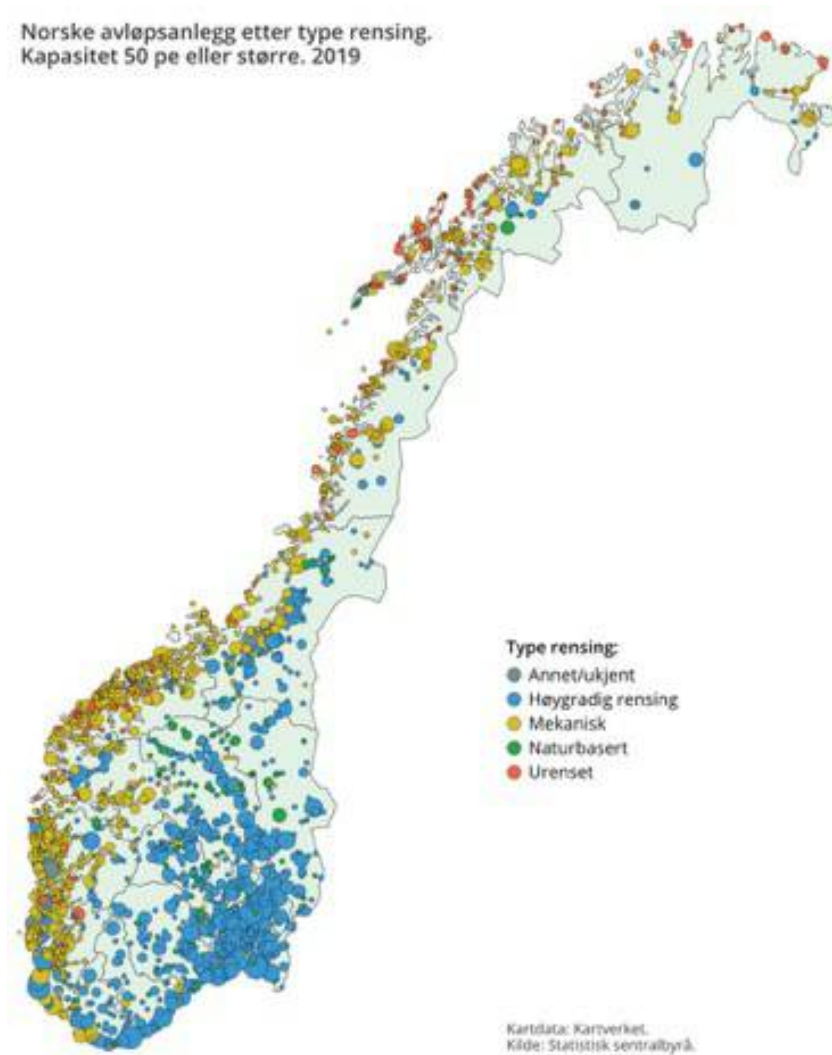 Norske avløpsanlegg etter type rensing.
Kapasitet 50 pe eller større. 2019
Type rensing:
Annet/ukjent
Høygradig rensing
Mekanisk
Naturbasert
Urenset
Kartdata: Kartverket.
Kilde: Statistisk sentralbyrå.